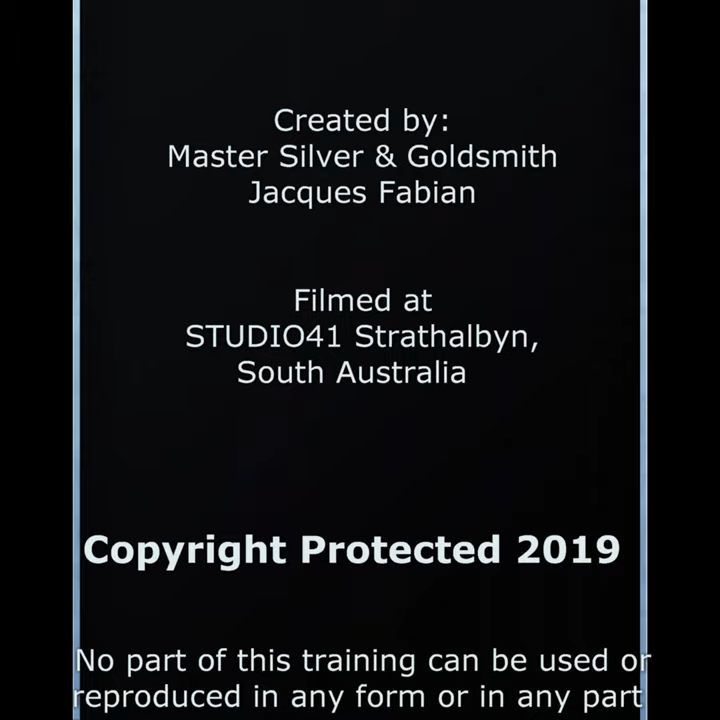 Created by:
Master Silver & Goldsmith
Jacques Fabian
Filmed at
STUDIO41 Strathalbyn,
South Australia
Copyright Protected 2019
No part of this training can be used or
reproduced in any form or in any part